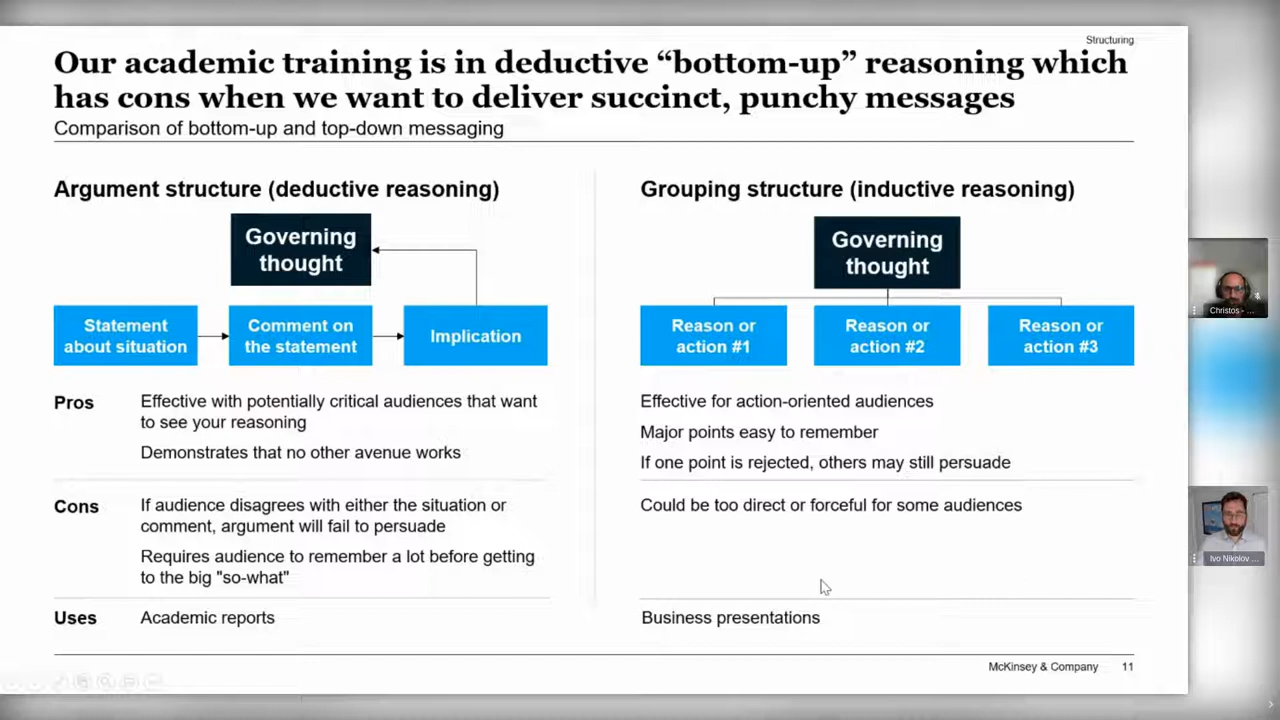 Structuring
Our academic training is in deductive “bottom-up” reasoning which
has cons when we want to deliver succinct, punchy messages
Comparison of bottom-up and top-down messaging
Argument structure (deductive reasoning)
Governing
thought
Statement
about situation
Comment on
the statement
Implication
Grouping structure (inductive reasoning)
Governing
thought
Reason or
action #1
Reason or
action #2
Reason or
action #3
Pros
Effective with potentially critical audiences that want
to see your reasoning
Demonstrates that no other avenue works
Effective for action-oriented audiences
Major points easy to remember
If one point is rejected, others may still persuade
Cons
If audience disagrees with either the situation or
comment, argument will fail to persuade
Requires audience to remember a lot before getting
to the big "so-what"
Could be too direct or forceful for some audiences
Uses
Academic reports
Business presentations
McKinsey & Company 11
Christos - ...
Ivo Nikolov ...